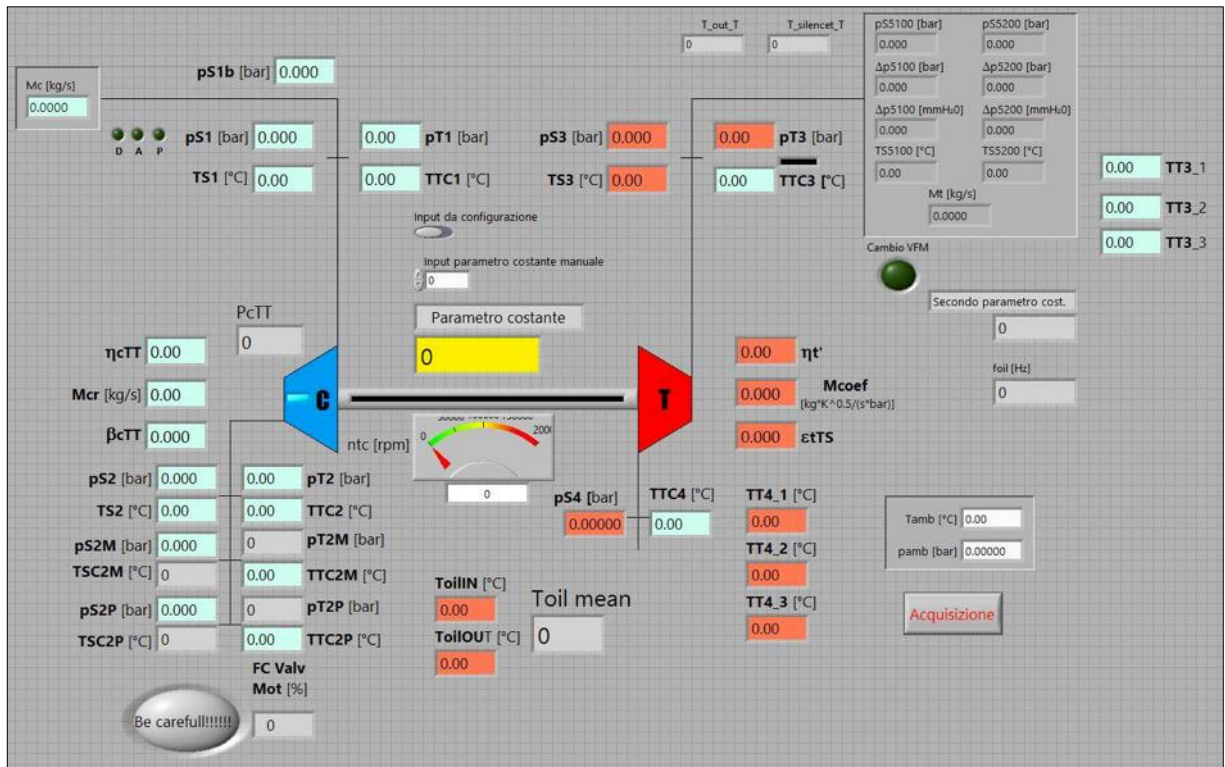 T_out_T T_silencet_T
0 0
pS5100 [bar] pS5200 [bar]
0.000 0.000
Δp5100 [bar] Δp5200 [bar]
0.000 0.000
Δp5100 [mmH₂0] Δp5200 [mmH₂0]
0.000 0.000
TS5100 [°C] TS5200 [°C]
0.00 0.00
Mt [kg/s]
0.0000
Mc [kg/s]
0.0000
pS1b [bar] 0.000
D A P
pS1 [bar] 0.000 0.00 pT1 [bar]
TS1 [°C] 0.00 0.00 TTC1 [°C]
pS3 [bar] 0.000 0.00 pT3 [bar]
TS3 [°C] 0.00 0.00 TTC3 [°C]
0.00 TT3_1
0.00 TT3_2
0.00 TT3_3
Input da configurazione
Input parametro costante manuale
0
Cambio VFM
Secondo parametro cost.
0
foil [Hz]
0
PcTT
0
Parametro costante
0
ηcTT 0.00
Mcr [kg/s] 0.00
βcTT 0.000
C
T
0.00 ηt'
0.000 Mcoef
[kg*K^0.5/(s*bar)]
0.000 εtTS
ntc [rpm]
0 50000 100000 150000 200
0
pS2 [bar] 0.000 0.00 pT2 [bar]
TS2 [°C] 0.00 0.00 TTC2 [°C]
pS2M [bar] 0.000 0 pT2M [bar]
TSC2M [°C] 0 0.00 TTC2M [°C]
pS2P [bar] 0.000 0 pT2P [bar]
TSC2P [°C] 0 0.00 TTC2P [°C]
pS4 [bar] TTC4 [°C]
0.00000 0.00
TT4_1 [°C]
0.00
TT4_2 [°C]
0.00
TT4_3 [°C]
0.00
Tamb [°C] 0.00
pamb [bar] 0.00000
Acquisizione
ToilIN [°C]
0.00
ToilOUT [°C]
0.00
Toil mean
0
FC Valv
Mot [%]
0
Be carefull!!!!!!